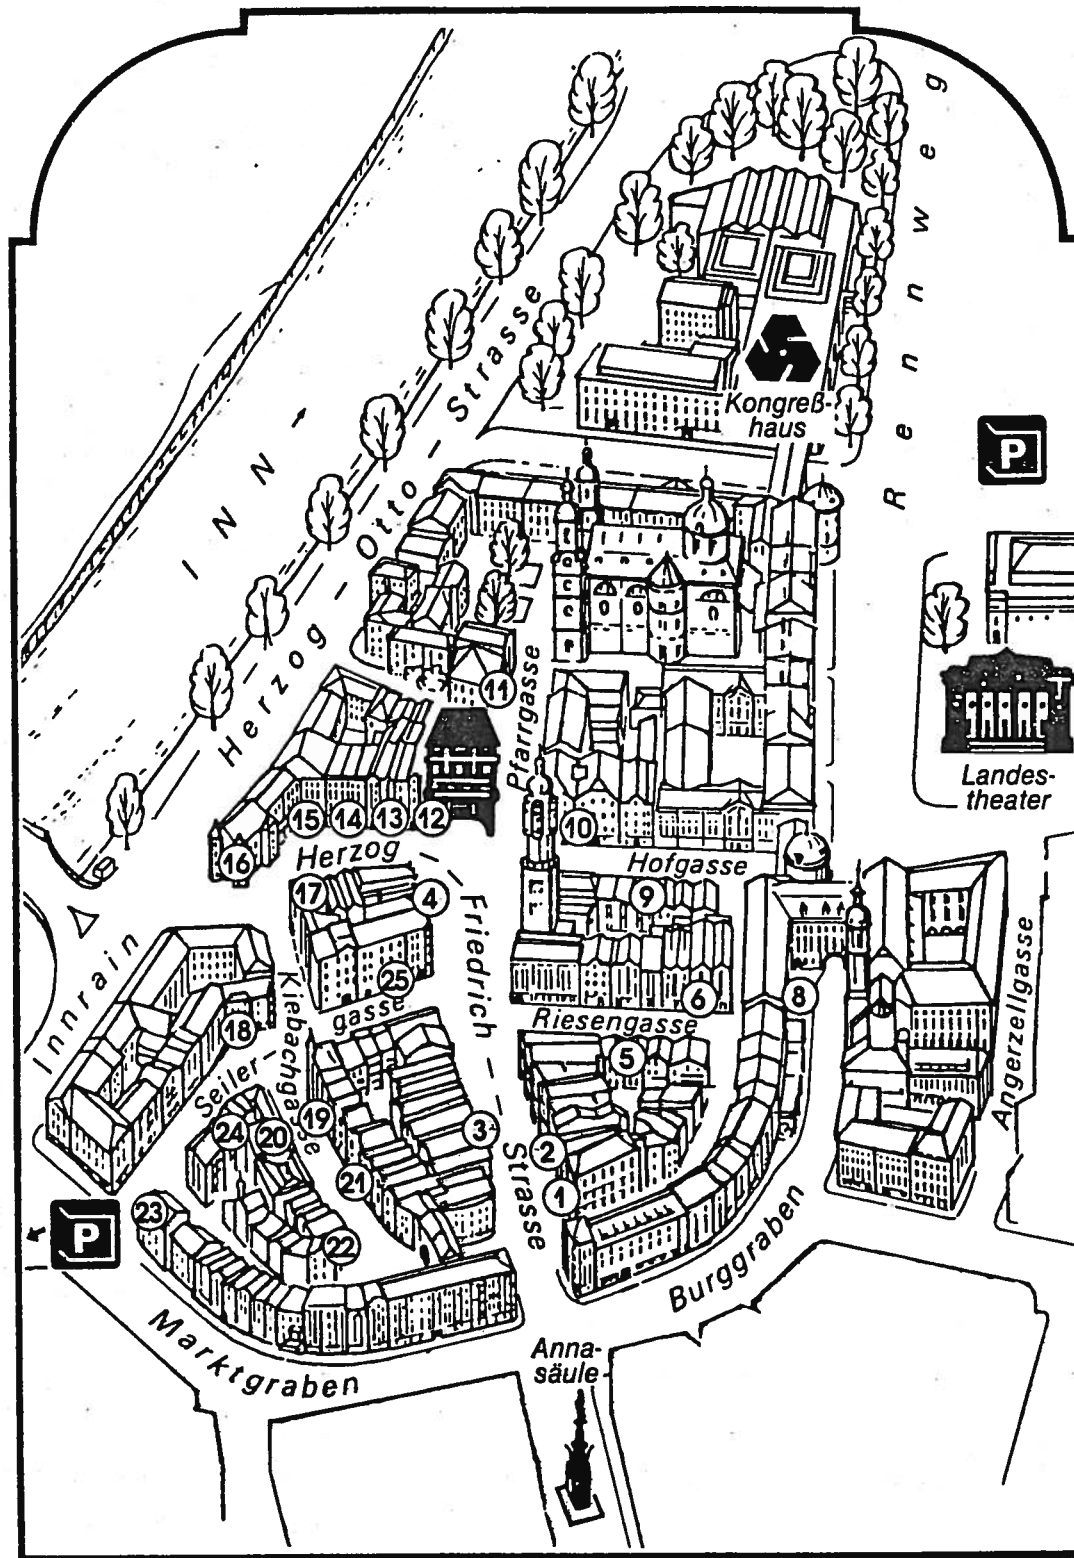 Rennweg
Strasse
Kongreß-
haus
P
INN
Otto
Herzog
Pfarrgasse
11
Landes-
theater
15
14
13
12
10
16
Herzog
Hofgasse
17
4
9
Friedrich
Innrain
Kiebachgasse
25
6
8
18
gasse
Riesengasse
Angerzellgasse
Seiler-
5
19
24
20
3
2
21
Strasse
1
23
P
22
Burggraben
Marktgraben
Anna-
säule